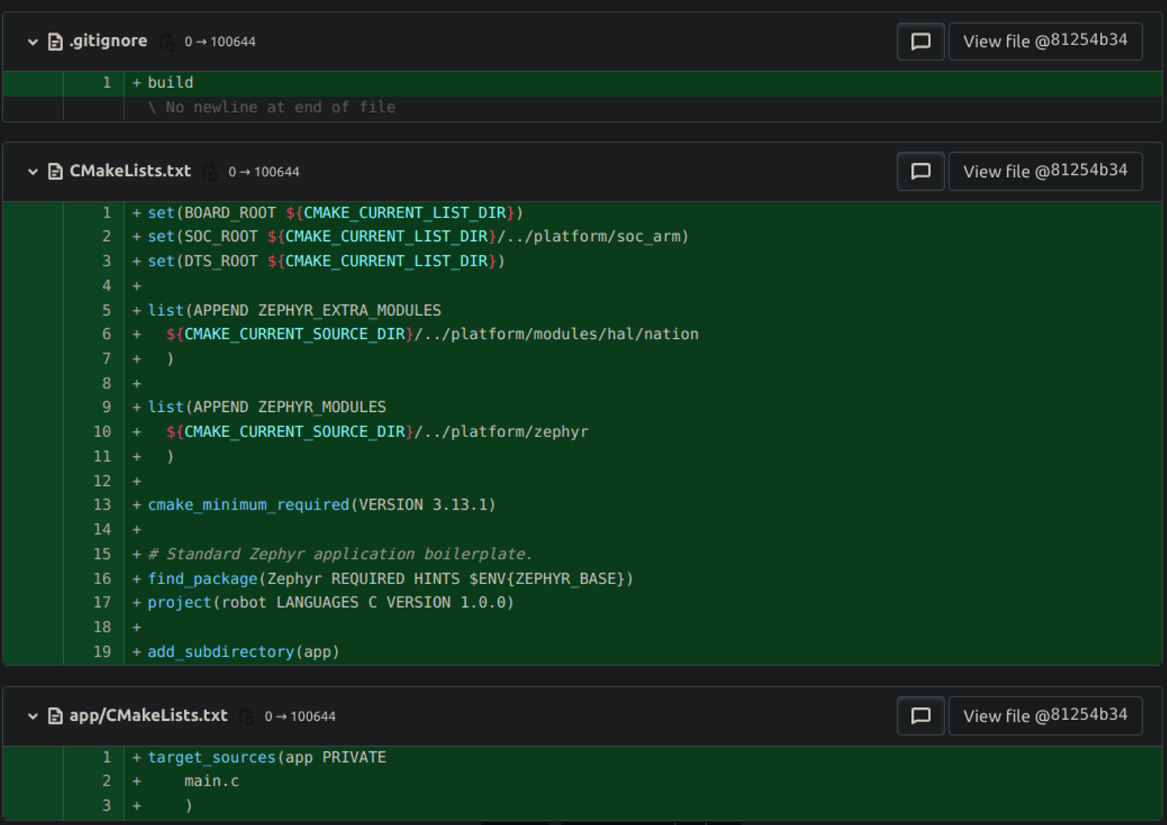 .gitignore 0 → 100644 View file @81254b34
1 + build
\ No newline at end of file
CMakeLists.txt 0 → 100644 View file @81254b34
1 + set(BOARD_ROOT ${CMAKE_CURRENT_LIST_DIR})
2 + set(SOC_ROOT ${CMAKE_CURRENT_LIST_DIR}/../platform/soc_arm)
3 + set(DTS_ROOT ${CMAKE_CURRENT_LIST_DIR})
4 +
5 + list(APPEND ZEPHYR_EXTRA_MODULES
6 +   ${CMAKE_CURRENT_SOURCE_DIR}/../platform/modules/hal/nation
7 +   )
8 +
9 + list(APPEND ZEPHYR_MODULES
10 +   ${CMAKE_CURRENT_SOURCE_DIR}/../platform/zephyr
11 +   )
12 +
13 + cmake_minimum_required(VERSION 3.13.1)
14 +
15 + # Standard Zephyr application boilerplate.
16 + find_package(Zephyr REQUIRED HINTS $ENV{ZEPHYR_BASE})
17 + project(robot LANGUAGES C VERSION 1.0.0)
18 +
19 + add_subdirectory(app)
app/CMakeLists.txt 0 → 100644 View file @81254b34
1 + target_sources(app PRIVATE
2 +     main.c
3 +     )